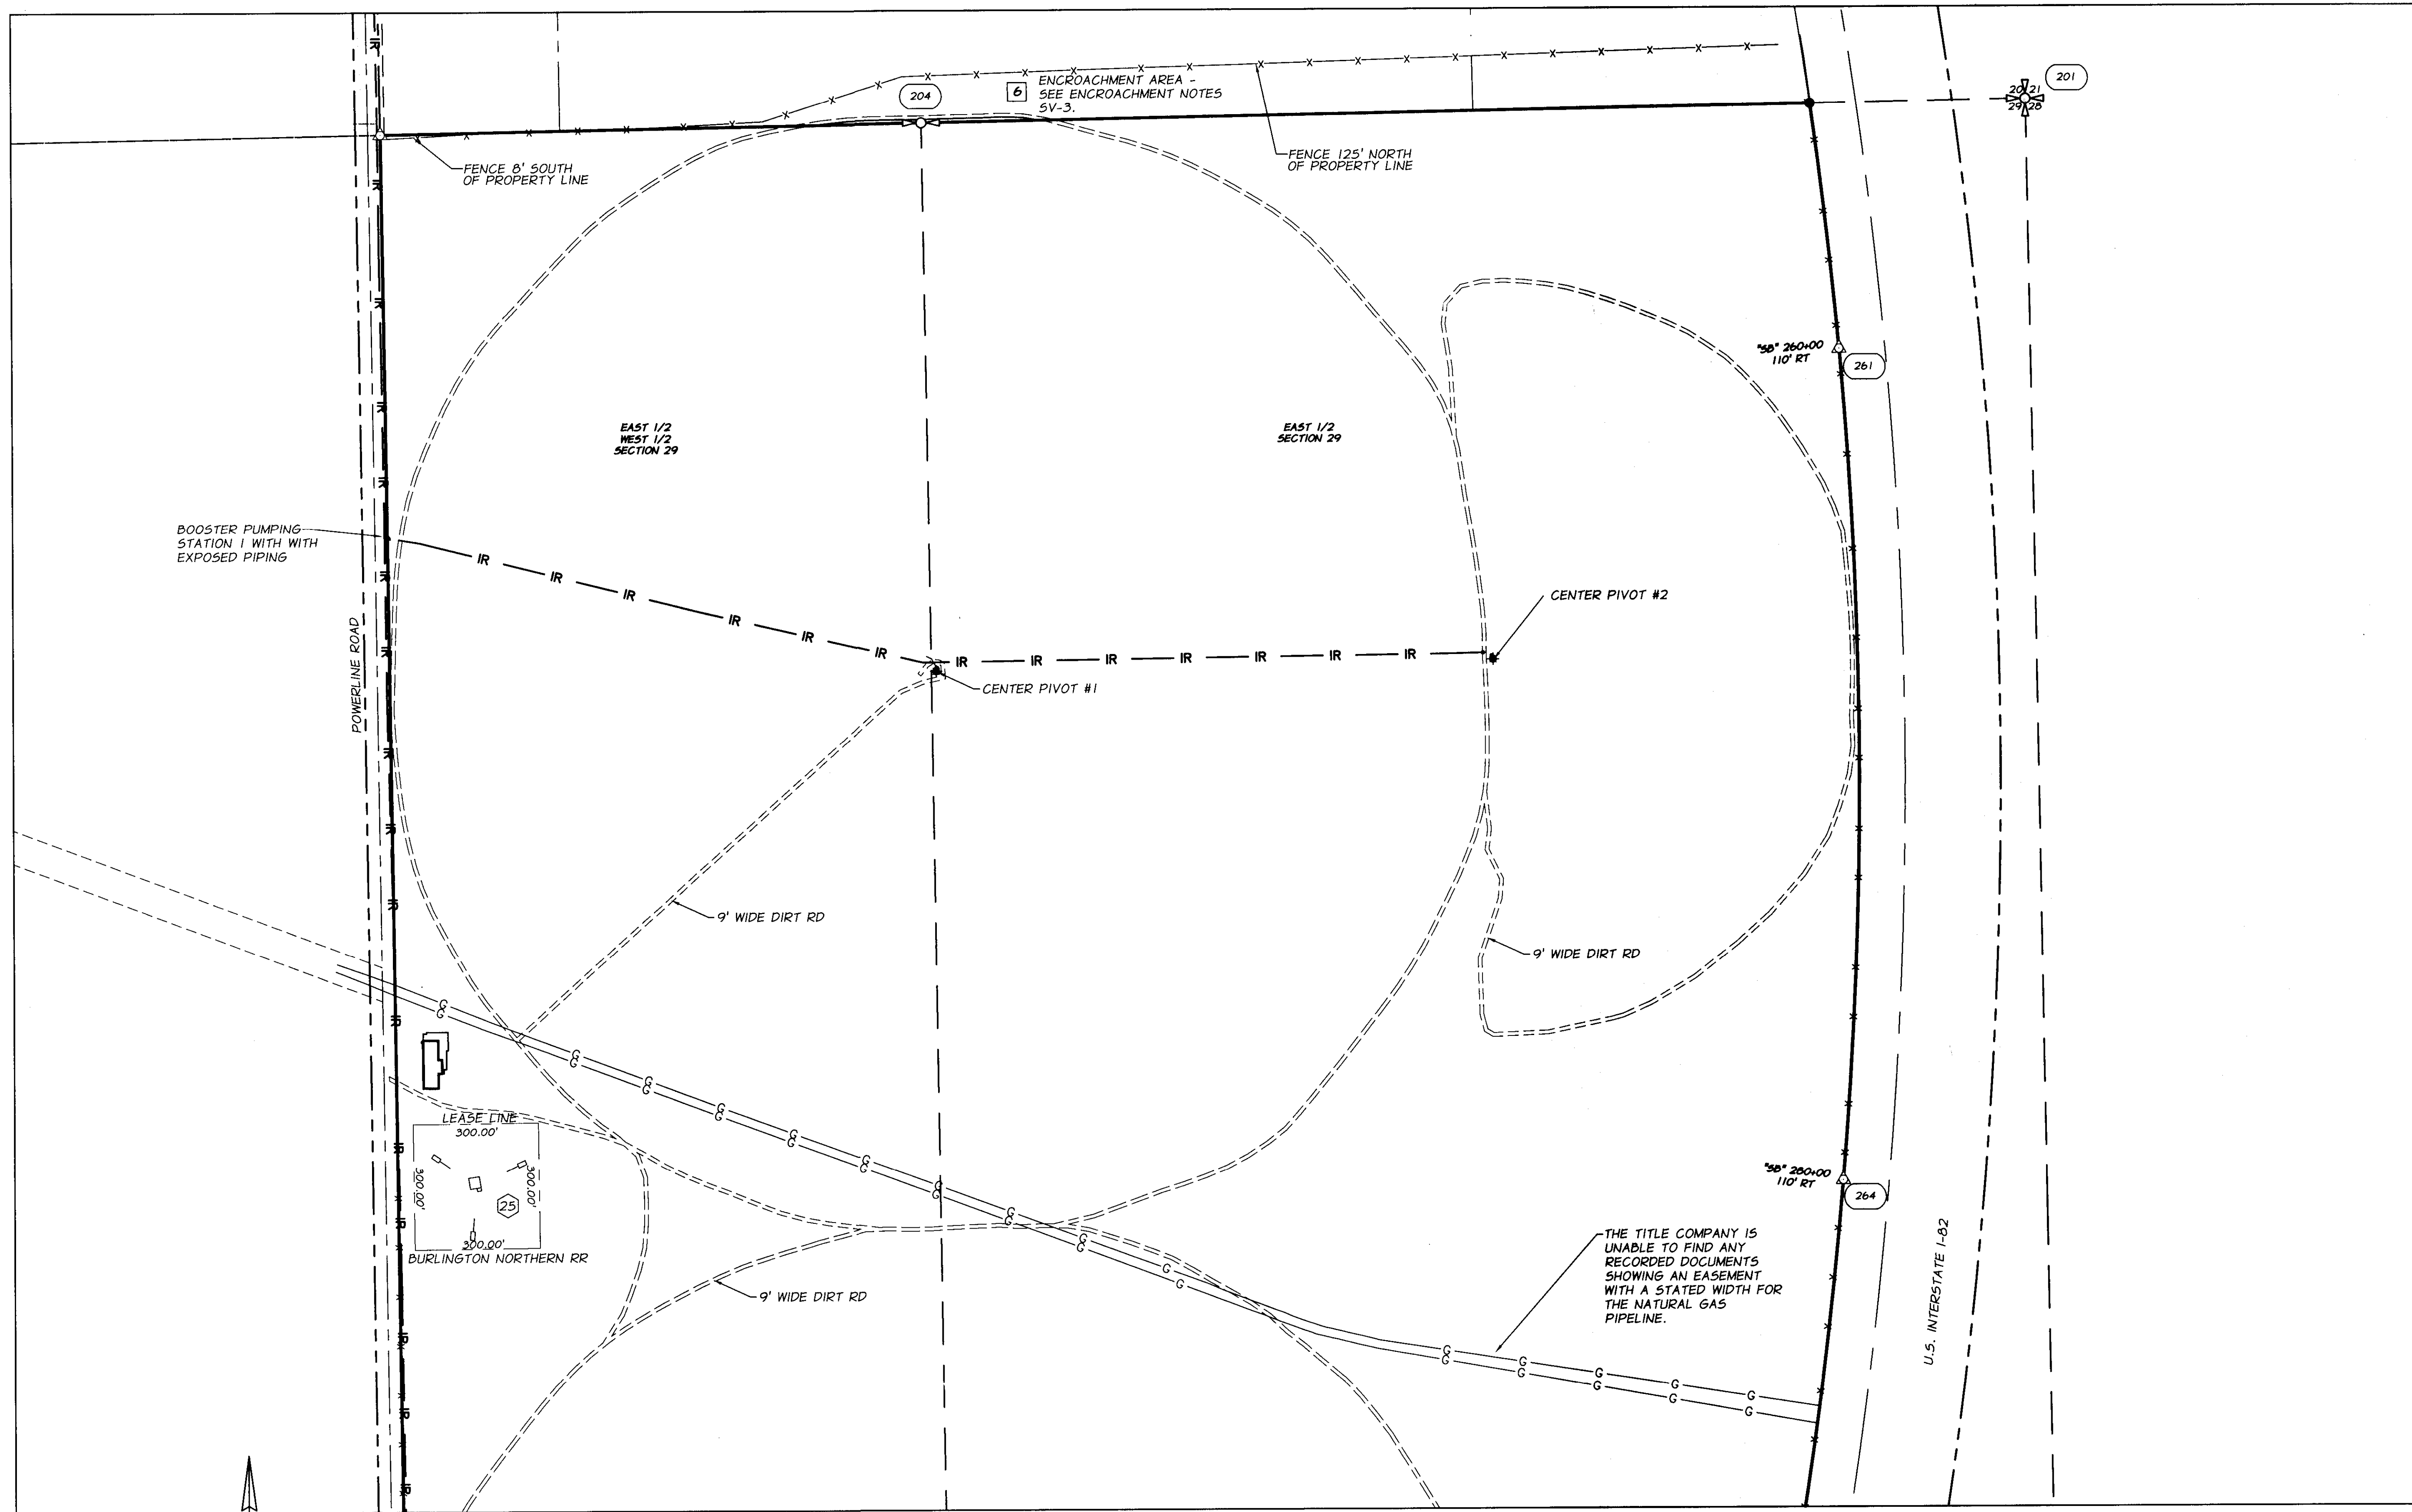 20 21
29 28
201
204
6
ENCROACHMENT AREA -
SEE ENCROACHMENT NOTES
SV-3.
FENCE 8' SOUTH
OF PROPERTY LINE
FENCE 125' NORTH
OF PROPERTY LINE
"SB" 260+00
110' RT
261
EAST 1/2
WEST 1/2
SECTION 29
EAST 1/2
SECTION 29
BOOSTER PUMPING
STATION 1 WITH WITH
EXPOSED PIPING
IR IR IR IR IR IR
IR IR IR IR IR IR IR
CENTER PIVOT #2
CENTER PIVOT #1
POWERLINE ROAD
9' WIDE DIRT RD
9' WIDE DIRT RD
LEASE LINE
300.00'
300.00'
300.00'
25
300.00'
BURLINGTON NORTHERN RR
9' WIDE DIRT RD
"SB" 280+00
110' RT
264
THE TITLE COMPANY IS
UNABLE TO FIND ANY
RECORDED DOCUMENTS
SHOWING AN EASEMENT
WITH A STATED WIDTH FOR
THE NATURAL GAS
PIPELINE.
U.S. INTERSTATE I-82